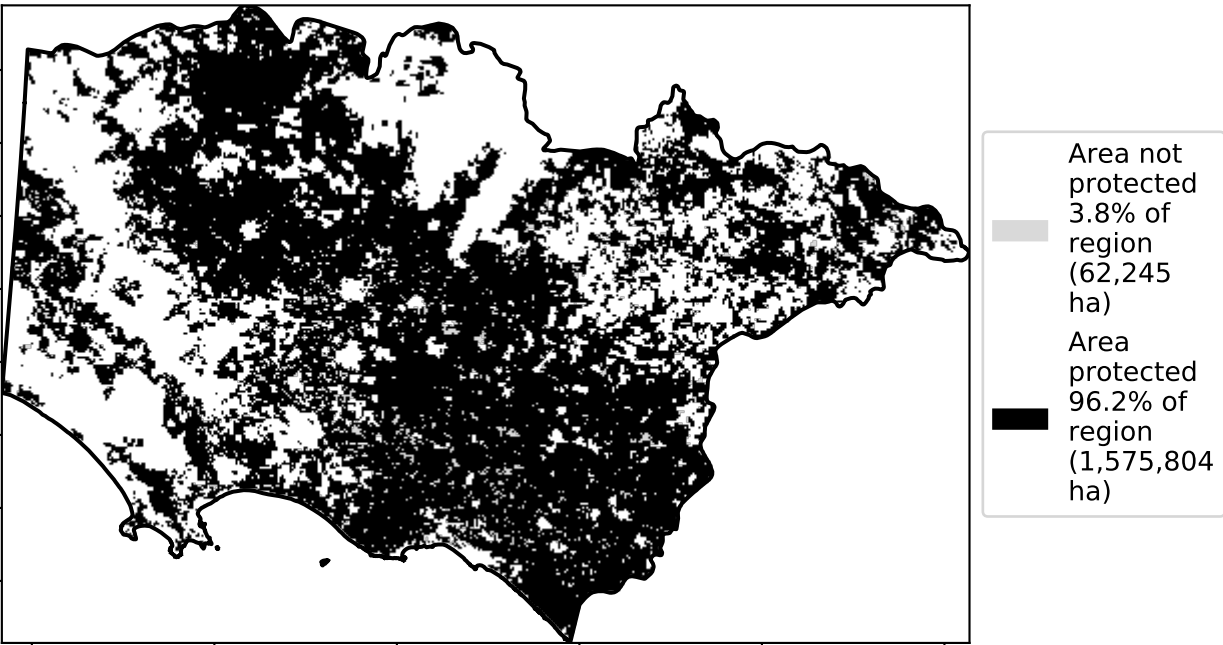 Area not
protected
3.8% of
region
(62,245
ha)
Area
protected
96.2% of
region
(1,575,804
ha)